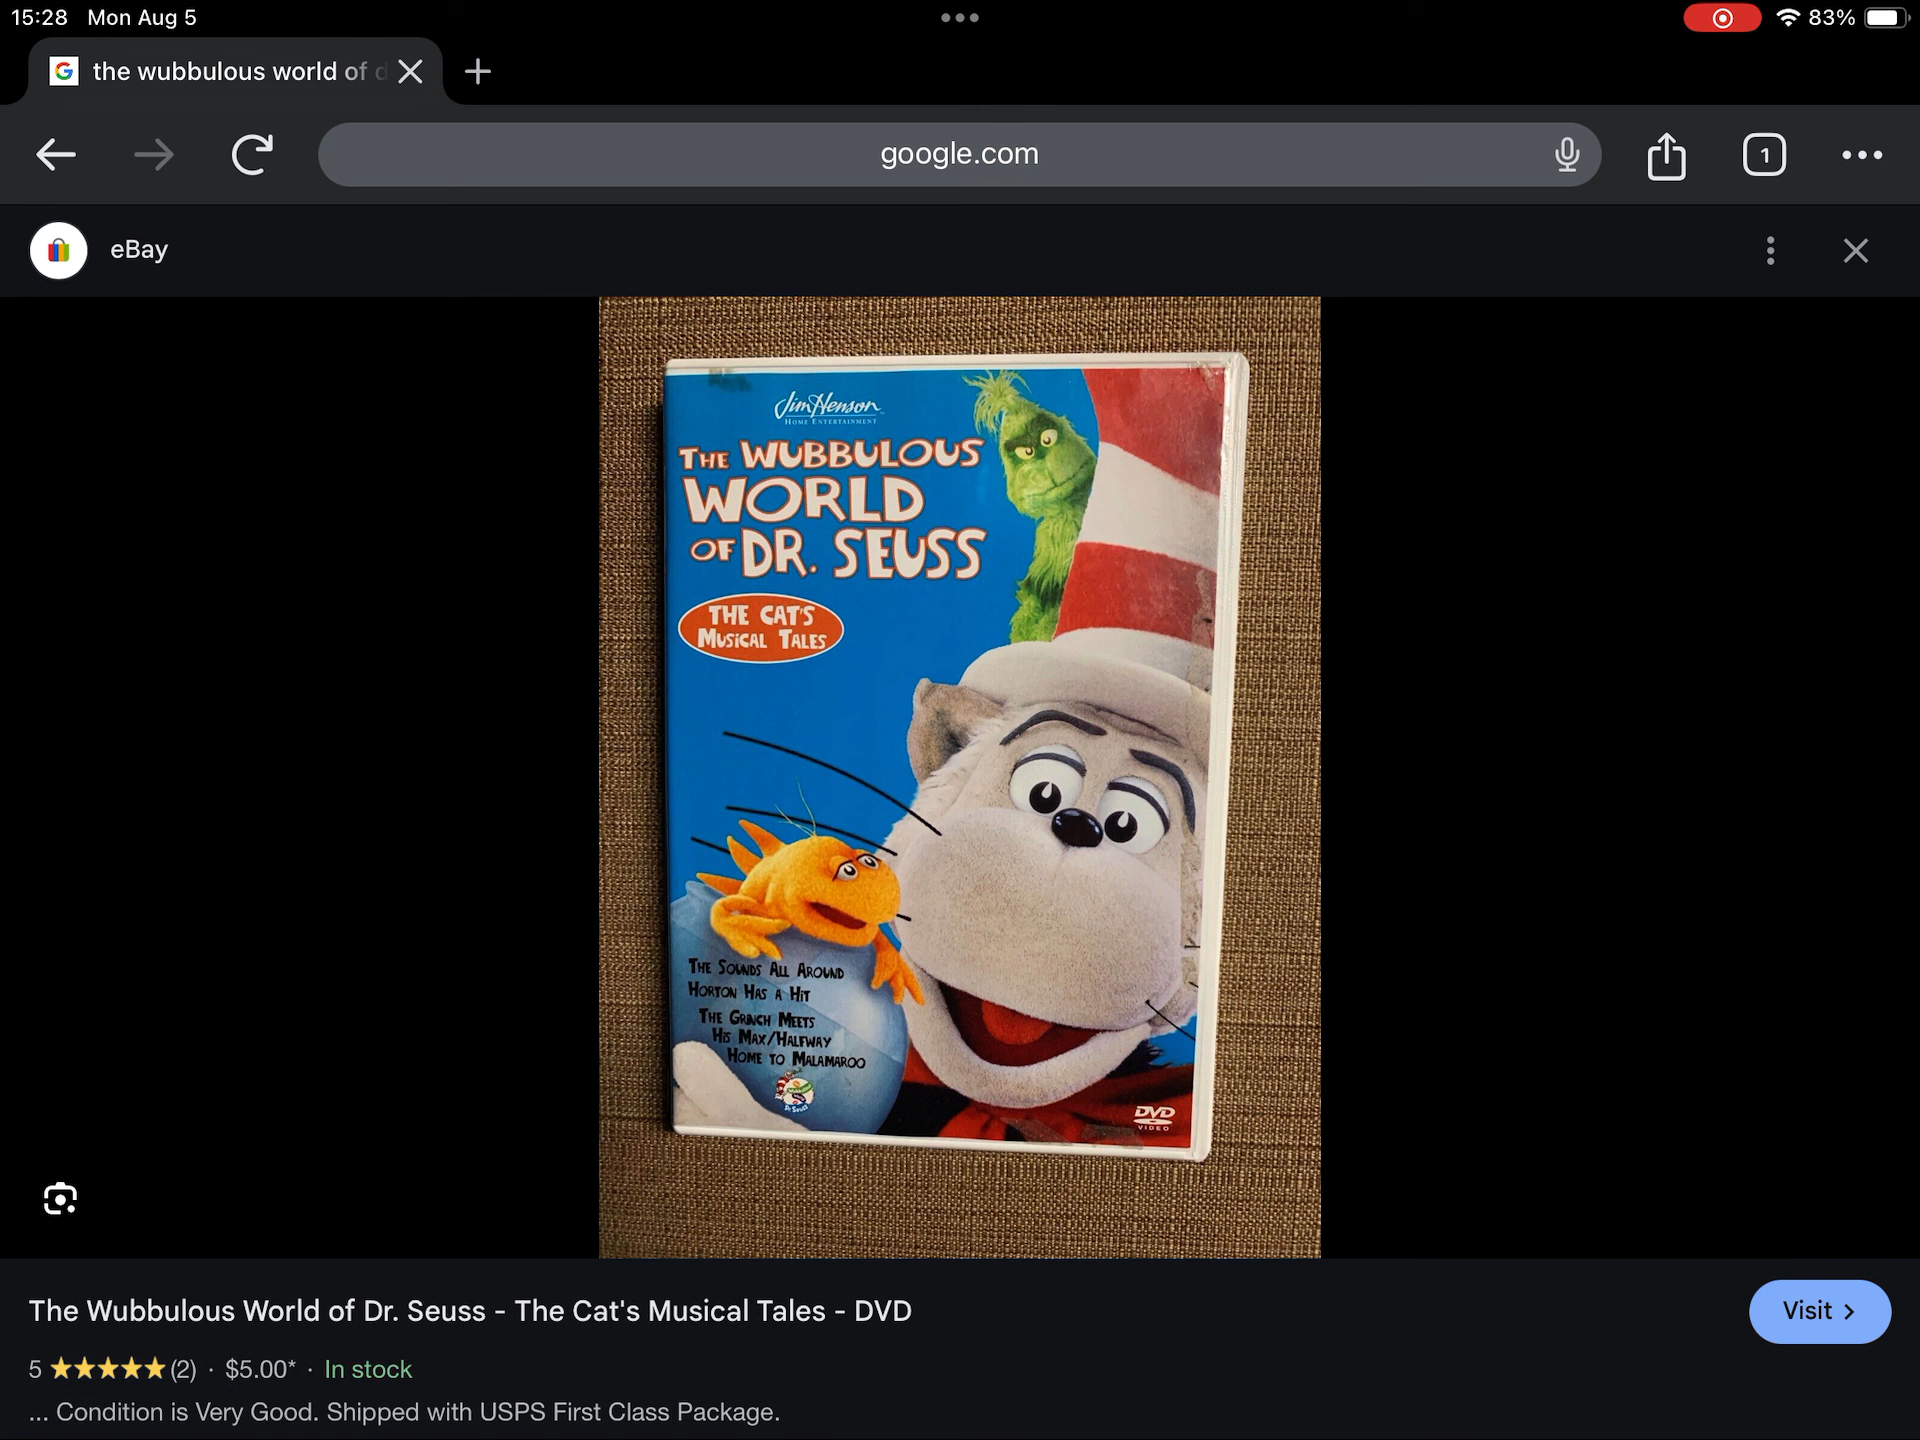 15:28 Mon Aug 5
83%
the wubbulous world of d
google.com
1
eBay
Jim Henson
HOME ENTERTAINMENT
THE WUBBULOUS
WORLD
OF DR. SEUSS
THE CAT'S
MUSICAL TALES
THE SOUNDS ALL AROUND
HORTON HAS A HIT
THE GRINCH MEETS
HIS MAX/HALFWAY
HOME TO MALAMAROO
Dr. Seuss
DVD
VIDEO
The Wubbulous World of Dr. Seuss - The Cat's Musical Tales - DVD
Visit
5 (2) · $5.00* · In stock
... Condition is Very Good. Shipped with USPS First Class Package.